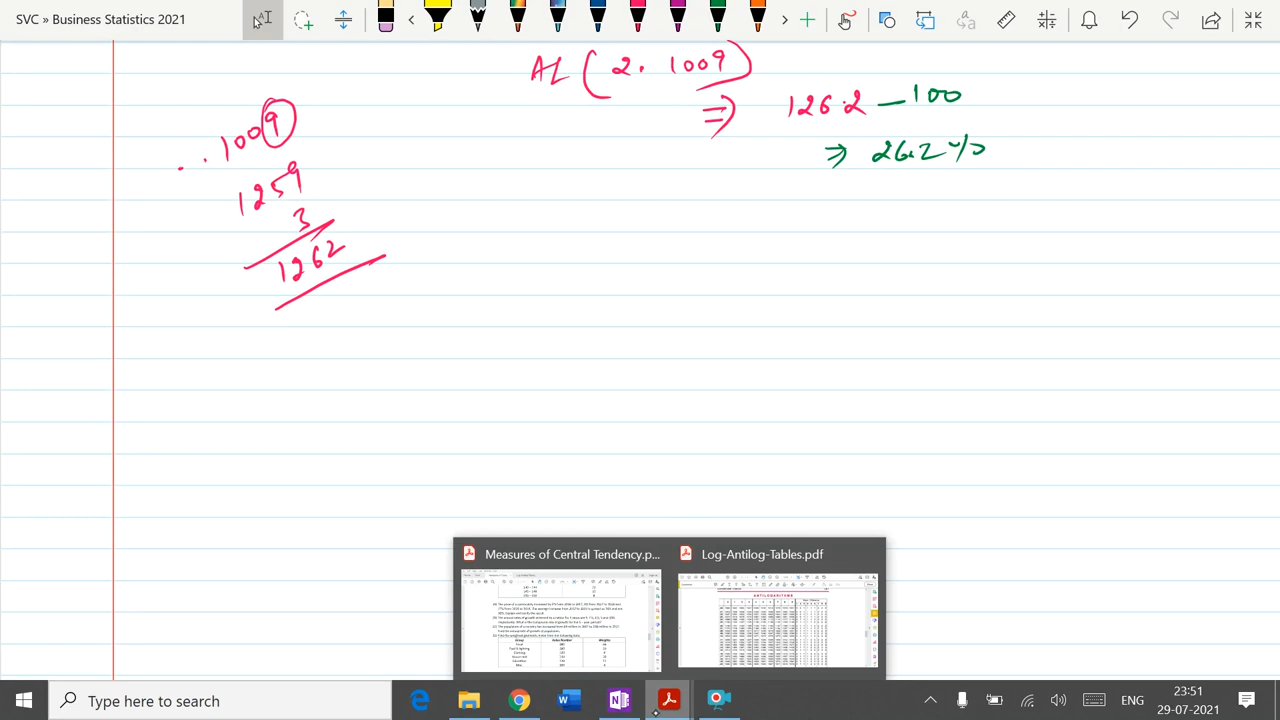 SVC » Business Statistics 2021
AL ( 2. 1009 )
⇒ 126.2 — 100
⇒ 26.2 %
.. 1009
1259
3
1262
Measures of Central Tendency.p...
Log-Antilog-Tables.pdf
ANTILOGARITHMS
Type here to search
ENG
23:51
29-07-2021